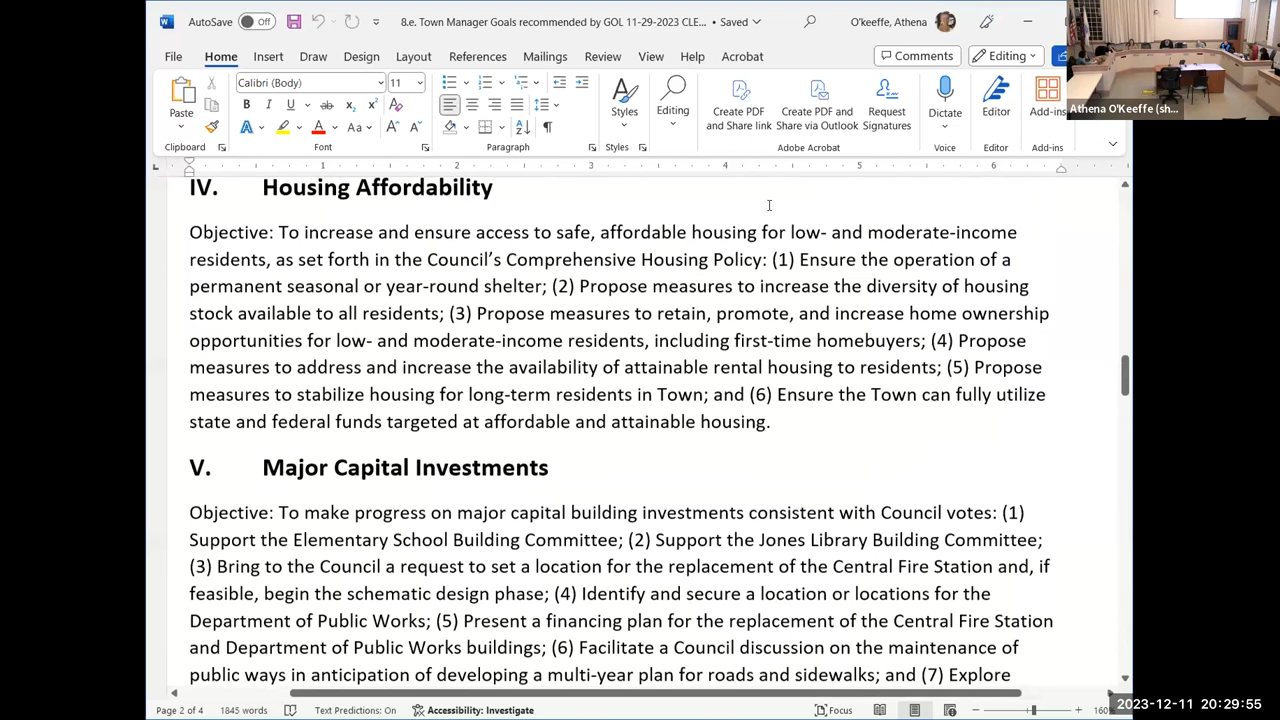 AutoSave Off 8.e. Town Manager Goals recommended by GOL 11-29-2023 CLE... • Saved O'keeffe, Athena
File Home Insert Draw Design Layout References Mailings Review View Help Acrobat Comments Editing
Calibri (Body) 11
Paste Styles Editing Create PDF and Share link Create PDF and Share via Outlook Request Signatures Dictate Editor Add-ins
Clipboard Font Paragraph Styles Adobe Acrobat Voice Editor Add-ins
Athena O'Keeffe (sh...
1 2 3 4 5 6
IV. Housing Affordability
Objective: To increase and ensure access to safe, affordable housing for low- and moderate-income
residents, as set forth in the Council’s Comprehensive Housing Policy: (1) Ensure the operation of a
permanent seasonal or year-round shelter; (2) Propose measures to increase the diversity of housing
stock available to all residents; (3) Propose measures to retain, promote, and increase home ownership
opportunities for low- and moderate-income residents, including first-time homebuyers; (4) Propose
measures to address and increase the availability of attainable rental housing to residents; (5) Propose
measures to stabilize housing for long-term residents in Town; and (6) Ensure the Town can fully utilize
state and federal funds targeted at affordable and attainable housing.
V. Major Capital Investments
Objective: To make progress on major capital building investments consistent with Council votes: (1)
Support the Elementary School Building Committee; (2) Support the Jones Library Building Committee;
(3) Bring to the Council a request to set a location for the replacement of the Central Fire Station and, if
feasible, begin the schematic design phase; (4) Identify and secure a location or locations for the
Department of Public Works; (5) Present a financing plan for the replacement of the Central Fire Station
and Department of Public Works buildings; (6) Facilitate a Council discussion on the maintenance of
public ways in anticipation of developing a multi-year plan for roads and sidewalks; and (7) Explore
Page 2 of 4 1845 words Text Predictions: On Accessibility: Investigate Focus 160%
2023-12-11 20:29:55